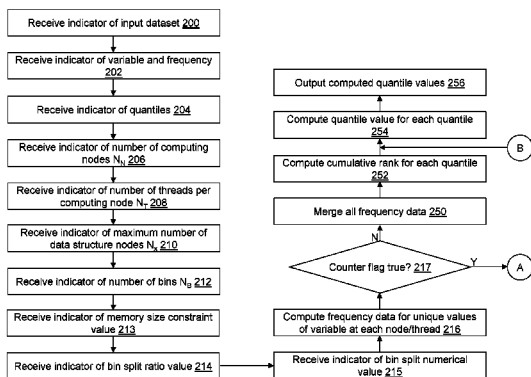 Receive indicator of input dataset 200
Receive indicator of variable and frequency
202
Receive indicator of quantiles 204
Receive indicator of number of computing
nodes NN 206
Receive indicator of number of threads per
computing node NT 208
Receive indicator of maximum number of
data structure nodes Nx 210
Receive indicator of number of bins NB 212
Receive indicator of memory size constraint
value 213
Receive indicator of bin split ratio value 214
Receive indicator of bin split numerical
value 215
Compute frequency data for unique values
of variable at each node/thread 216
Counter flag true? 217
Y
A
N
Merge all frequency data 250
Compute cumulative rank for each quantile
252
B
Compute quantile value for each quantile
254
Output computed quantile values 256